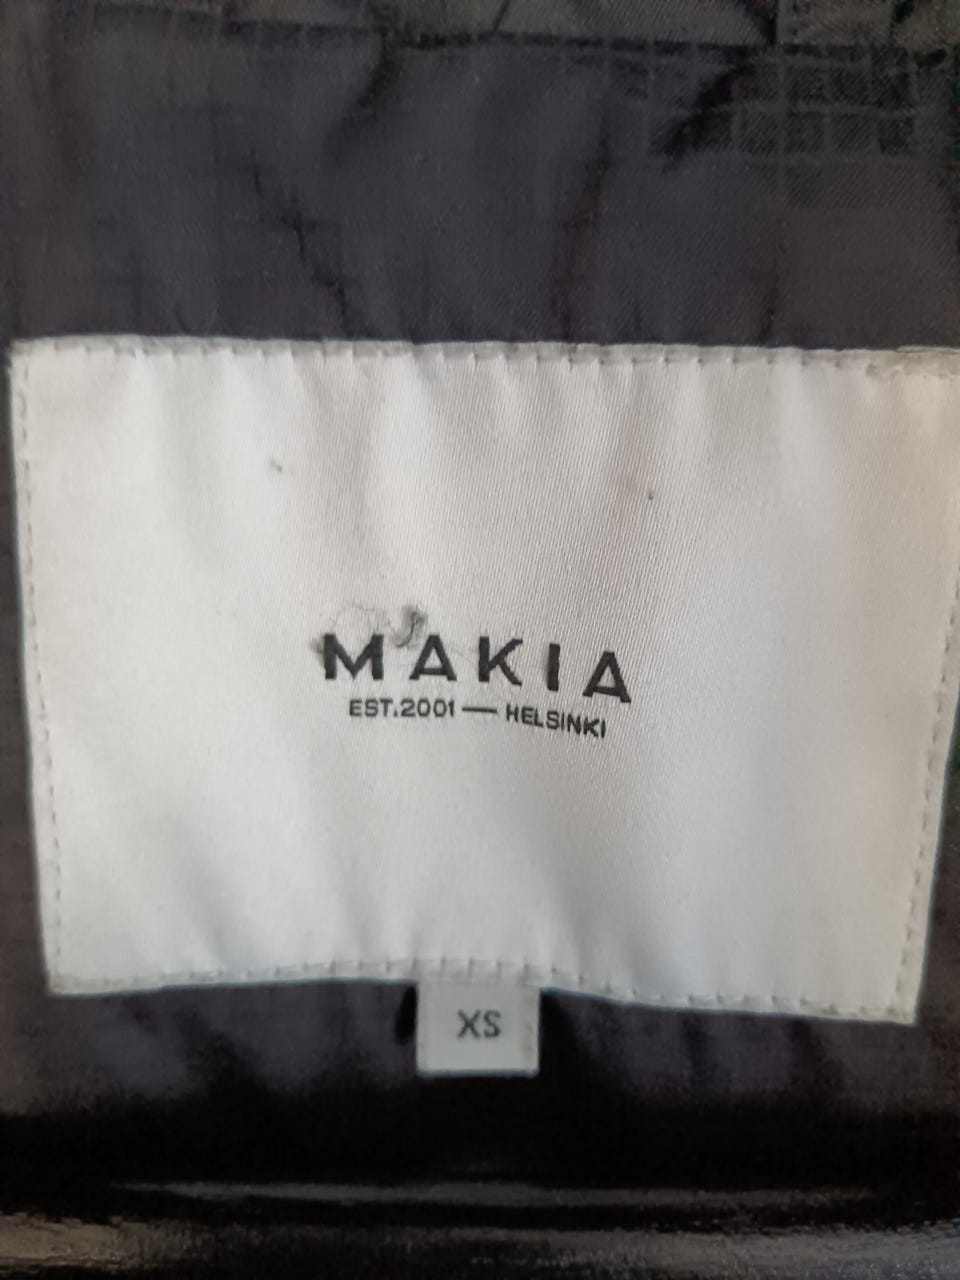 MAKIA
EST.2001 — HELSINKI
XS